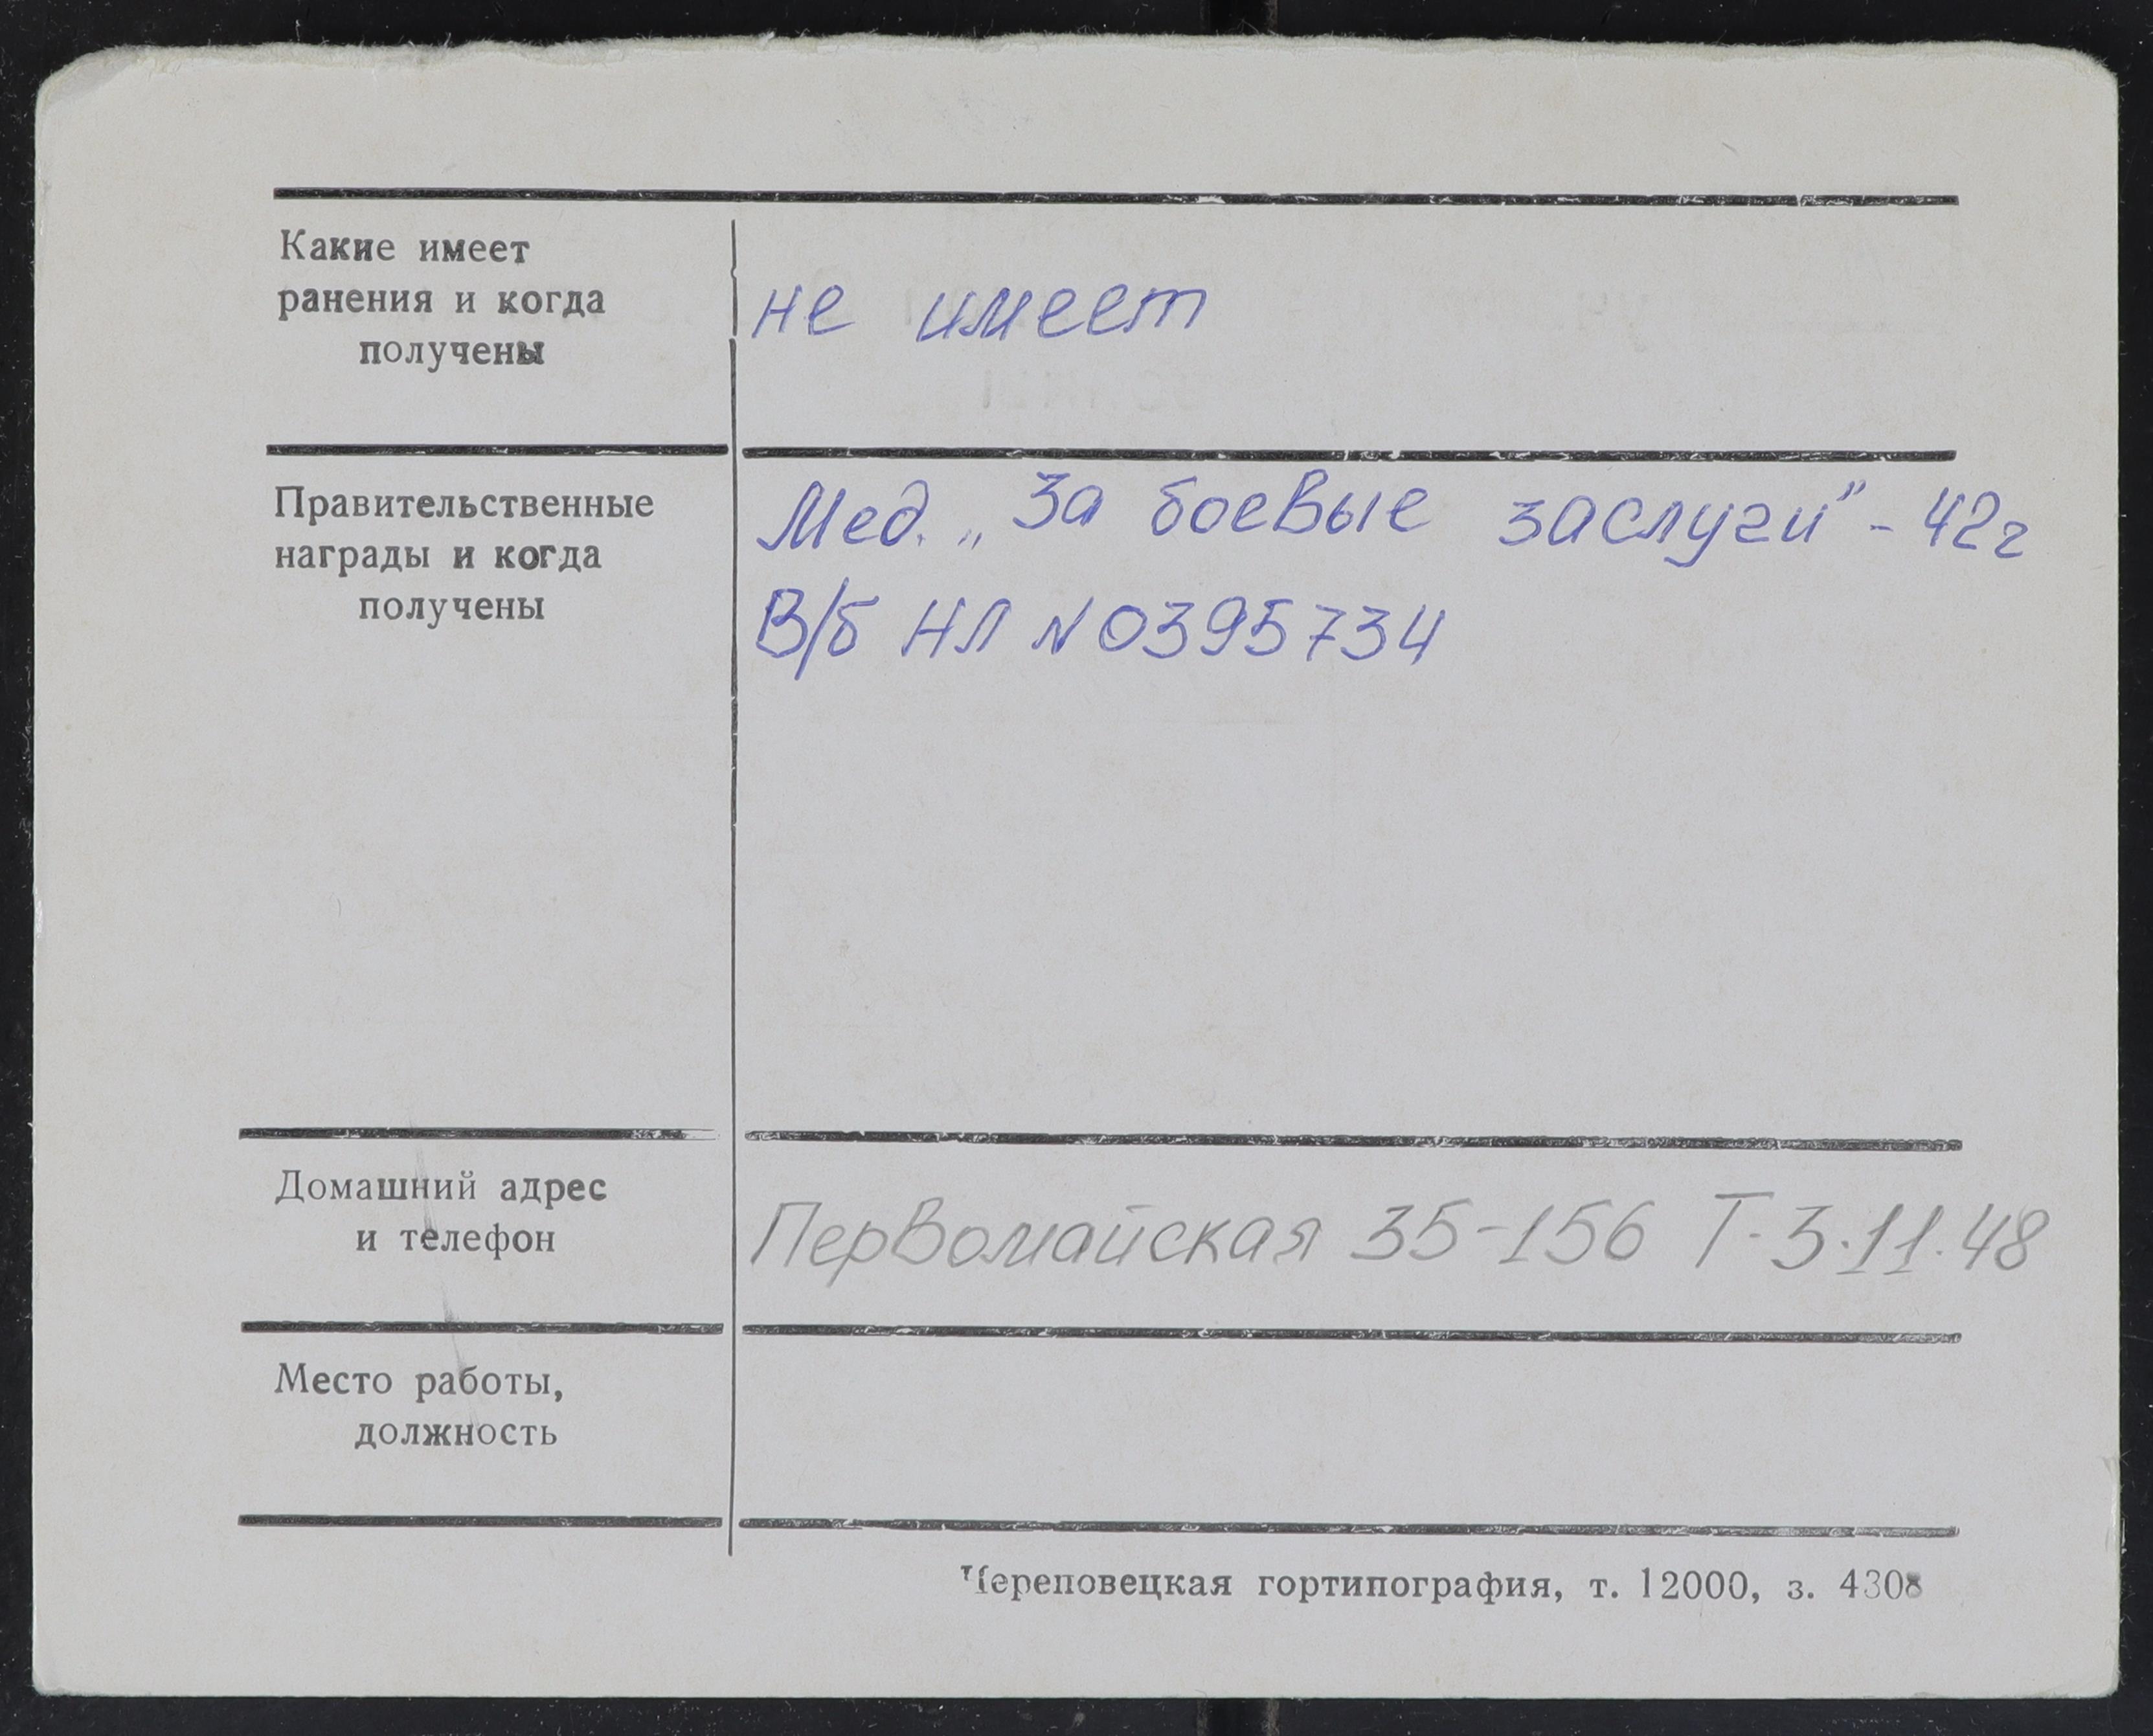 Какие имеет
ранения и когда
получены
не имеет
Правительственные
награды и когда
получены
Мед. „За боевые заслуги" - 42г
В/б НЛ N 0395734
Домашний адрес
и телефон
Первомайская 35-156 Т-3.11.48
Место работы,
должность
Череповецкая гортипография, т. 12000, з. 4308